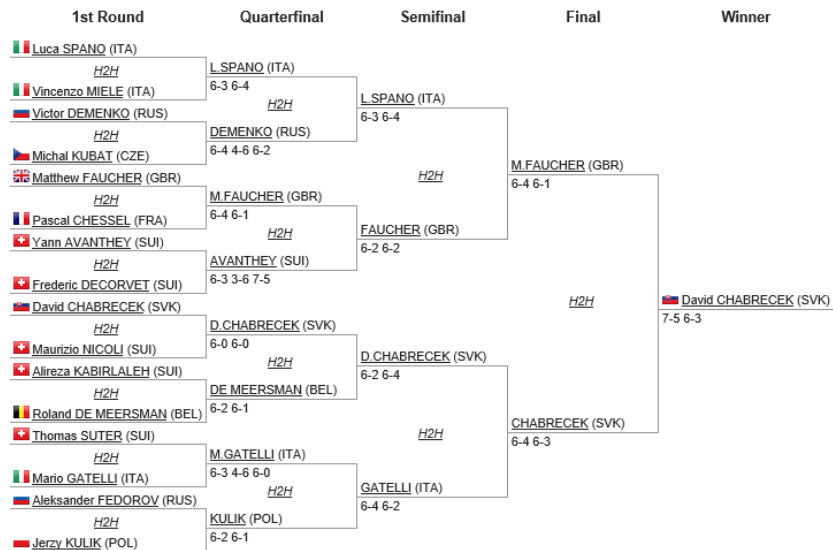 1st Round Quarterfinal Semifinal Final Winner
Luca SPANO (ITA)
H2H
Vincenzo MIELE (ITA)
Victor DEMENKO (RUS)
H2H
Michal KUBAT (CZE)
Matthew FAUCHER (GBR)
H2H
Pascal CHESSEL (FRA)
Yann AVANTHEY (SUI)
H2H
Frederic DECORVET (SUI)
David CHABRECEK (SVK)
H2H
Maurizio NICOLI (SUI)
Alireza KABIRLALEH (SUI)
H2H
Roland DE MEERSMAN (BEL)
Thomas SUTER (SUI)
H2H
Mario GATELLI (ITA)
Aleksander FEDOROV (RUS)
H2H
Jerzy KULIK (POL)
L.SPANO (ITA)
6-3 6-4
H2H
DEMENKO (RUS)
6-4 4-6 6-2
M.FAUCHER (GBR)
6-4 6-1
H2H
AVANTHEY (SUI)
6-3 3-6 7-5
D.CHABRECEK (SVK)
6-0 6-0
H2H
DE MEERSMAN (BEL)
6-2 6-1
M.GATELLI (ITA)
6-3 4-6 6-0
H2H
KULIK (POL)
6-2 6-1
L.SPANO (ITA)
6-3 6-4
H2H
FAUCHER (GBR)
6-2 6-2
D.CHABRECEK (SVK)
6-2 6-4
H2H
GATELLI (ITA)
6-4 6-2
M.FAUCHER (GBR)
6-4 6-1
H2H
CHABRECEK (SVK)
6-4 6-3
David CHABRECEK (SVK)
7-5 6-3